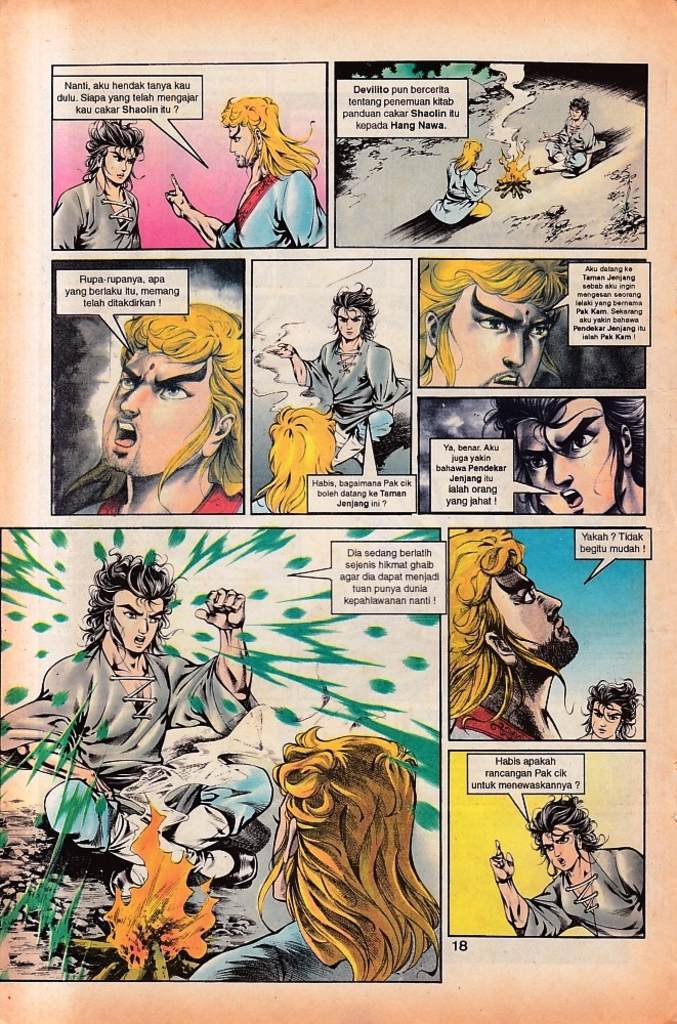 Nanti, aku hendak tanya kau
dulu. Siapa yang telah mengajar
kau cakar Shaolin itu ?
Devilito pun bercerita
tentang penemuan kitab
panduan cakar Shaolin itu
kepada Hang Nawa.
Rupa-rupanya, apa
yang berlaku itu, memang
telah ditakdirkan !
Habis, bagaimana Pak cik
boleh datang ke Taman
Jenjang ini ?
Aku datang ke
Taman Jenjang
sebab aku ingin
mengesan seorang
lelaki yang bernama
Pak Kam. Sekarang
aku yakin bahawa
Pendekar Jenjang itu
ialah Pak Kam !
Ya, benar. Aku
juga yakin
bahawa Pendekar
Jenjang itu
ialah orang
yang jahat !
Dia sedang berlatih
sejenis hikmat ghaib
agar dia dapat menjadi
tuan punya dunia
kepahlawanan nanti !
Yakah ? Tidak
begitu mudah !
Habis apakah
rancangan Pak cik
untuk menewaskannya ?
18